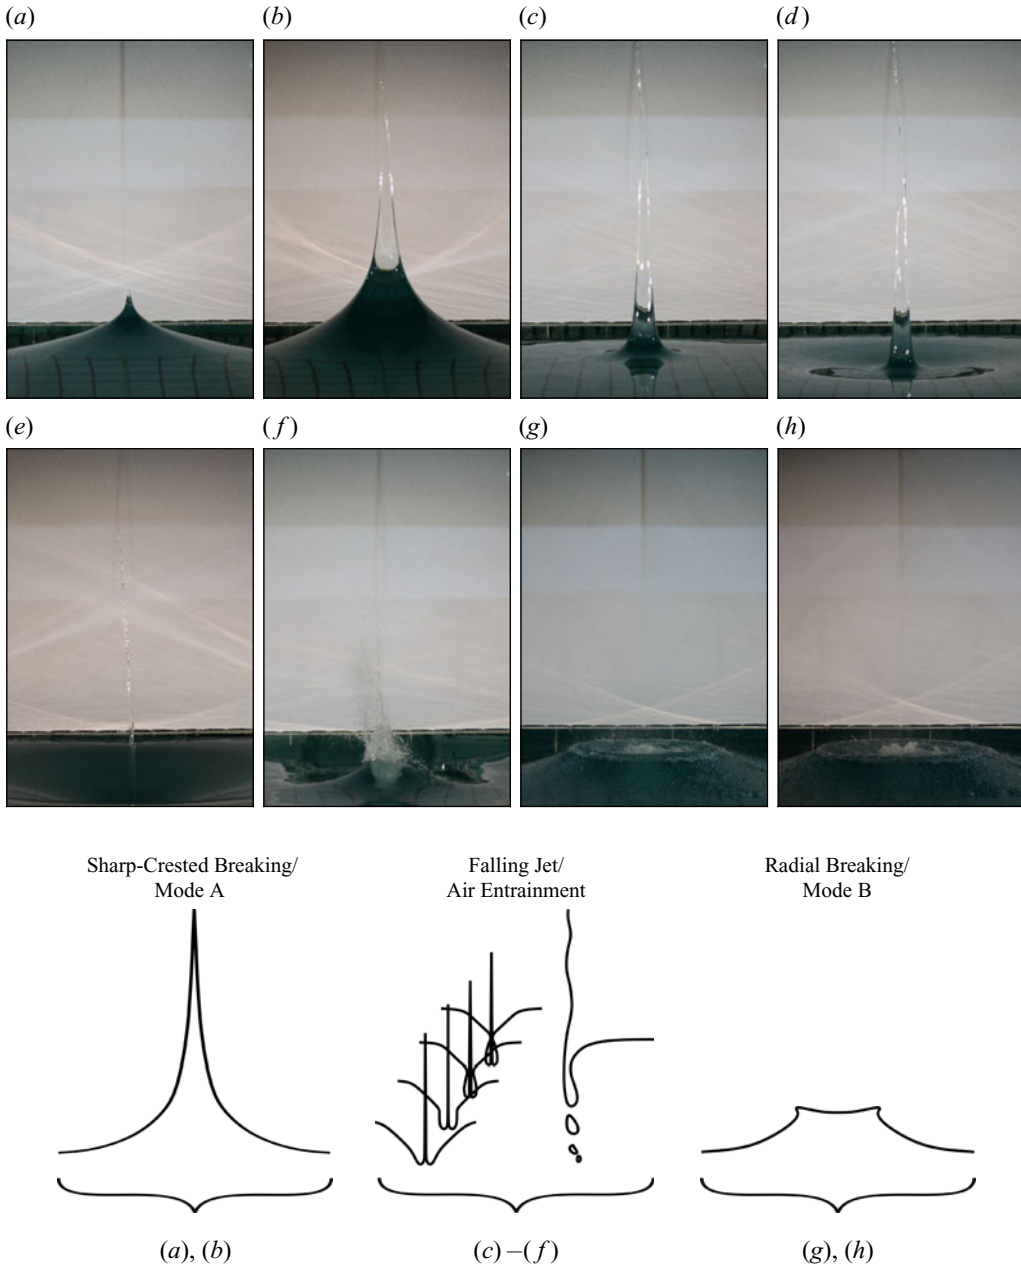 (a)
(b)
(c)
(d)
(e)
(f)
(g)
(h)
Sharp-Crested Breaking/
Mode A
Falling Jet/
Air Entrainment
Radial Breaking/
Mode B
(a), (b)
(c) –(f)
(g), (h)